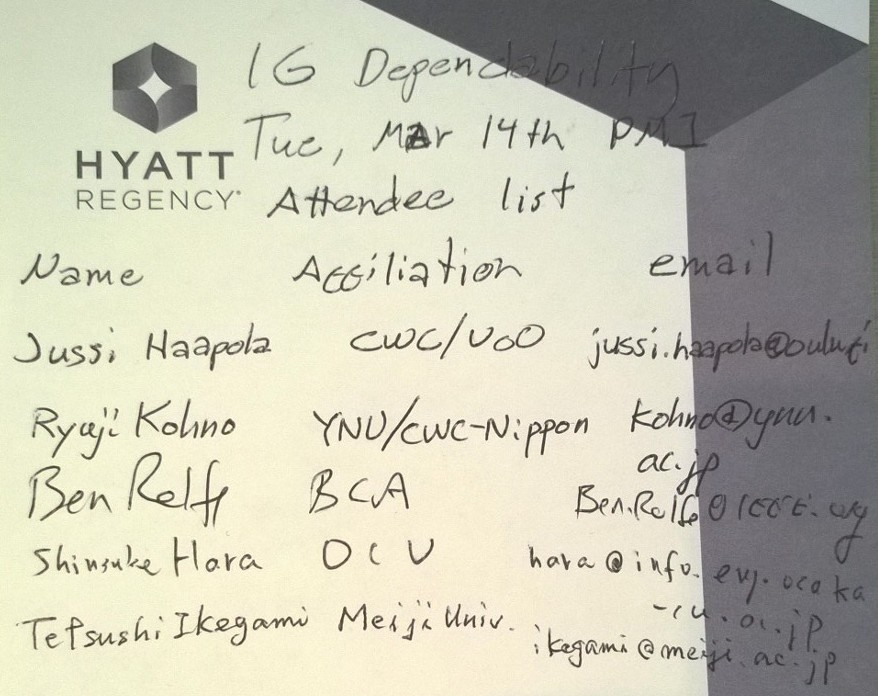 IG Dependability
Tue, Mar 14th PM1
HYATT
REGENCY
Attendee list
Name Affiliation email
Jussi Haapola CWC/UoO jussi.haapola@oulu.fi
Ryuji Kohno YNU/CWC-Nippon kohno@ynu.
ac.jp
Ben Rolfe BCA Ben.Rolfe@ieee.org
Shinsuke Hara OCU hara@info.eng.osaka
-cu.ac.jp
Tetsushi Ikegami Meiji Univ. ikegami@meiji.ac.jp